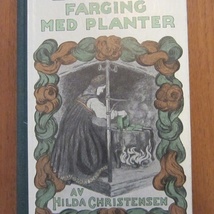 FARGING
MED PLANTER
AV
HILDA CHRISTENSEN